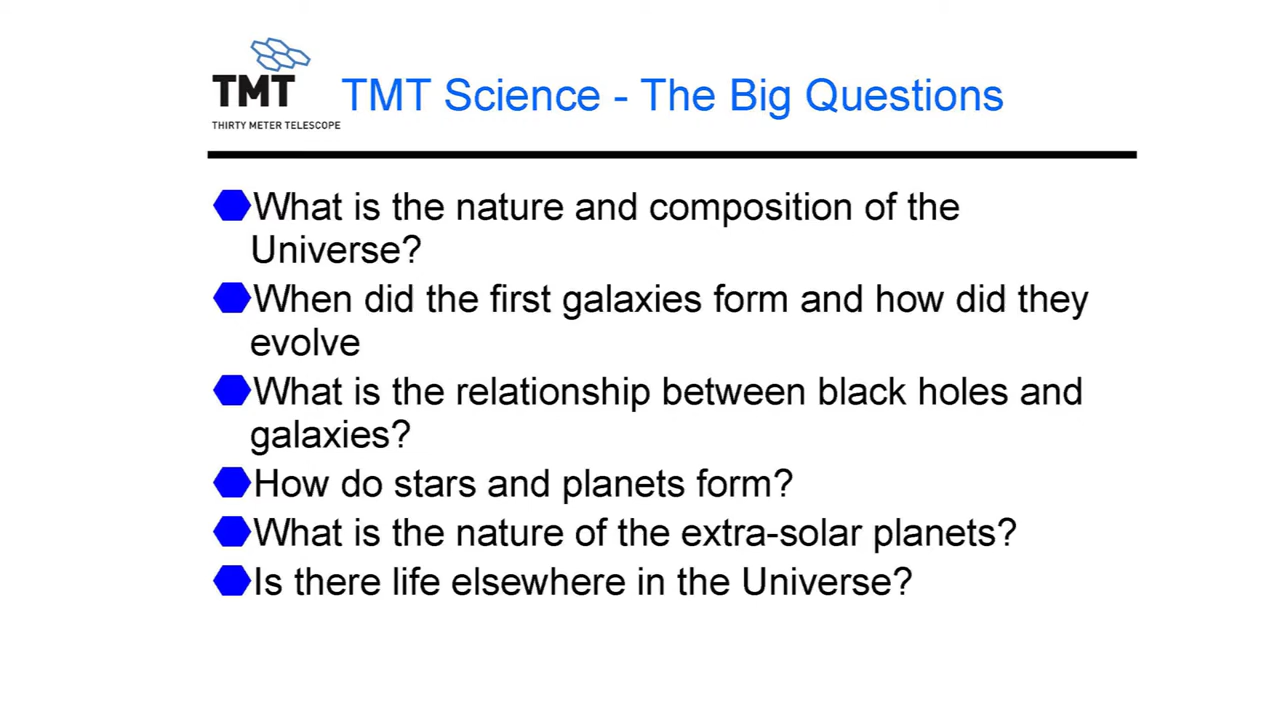 TMT
THIRTY METER TELESCOPE
TMT Science - The Big Questions
What is the nature and composition of the
Universe?
When did the first galaxies form and how did they
evolve
What is the relationship between black holes and
galaxies?
How do stars and planets form?
What is the nature of the extra-solar planets?
Is there life elsewhere in the Universe?